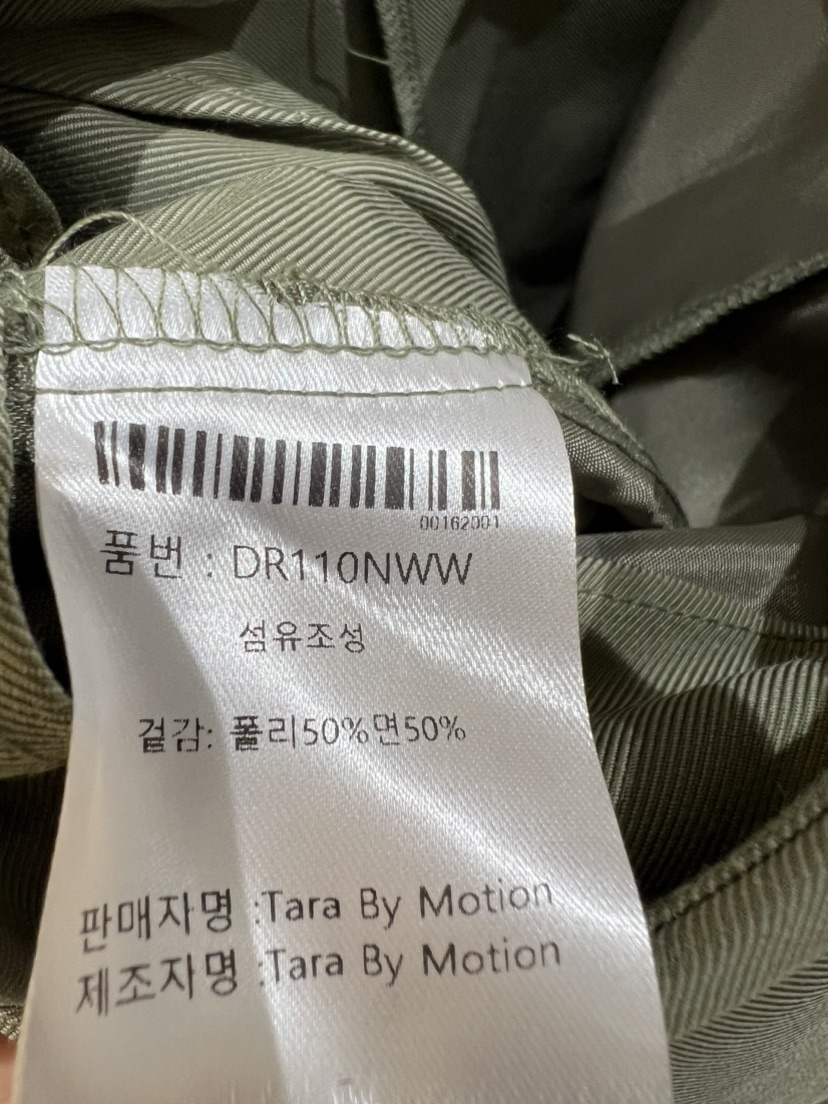 00162001
품번 : DR110NWW
섬유조성
겉감: 폴리50%면50%
판매자명 :Tara By Motion
제조자명 :Tara By Motion